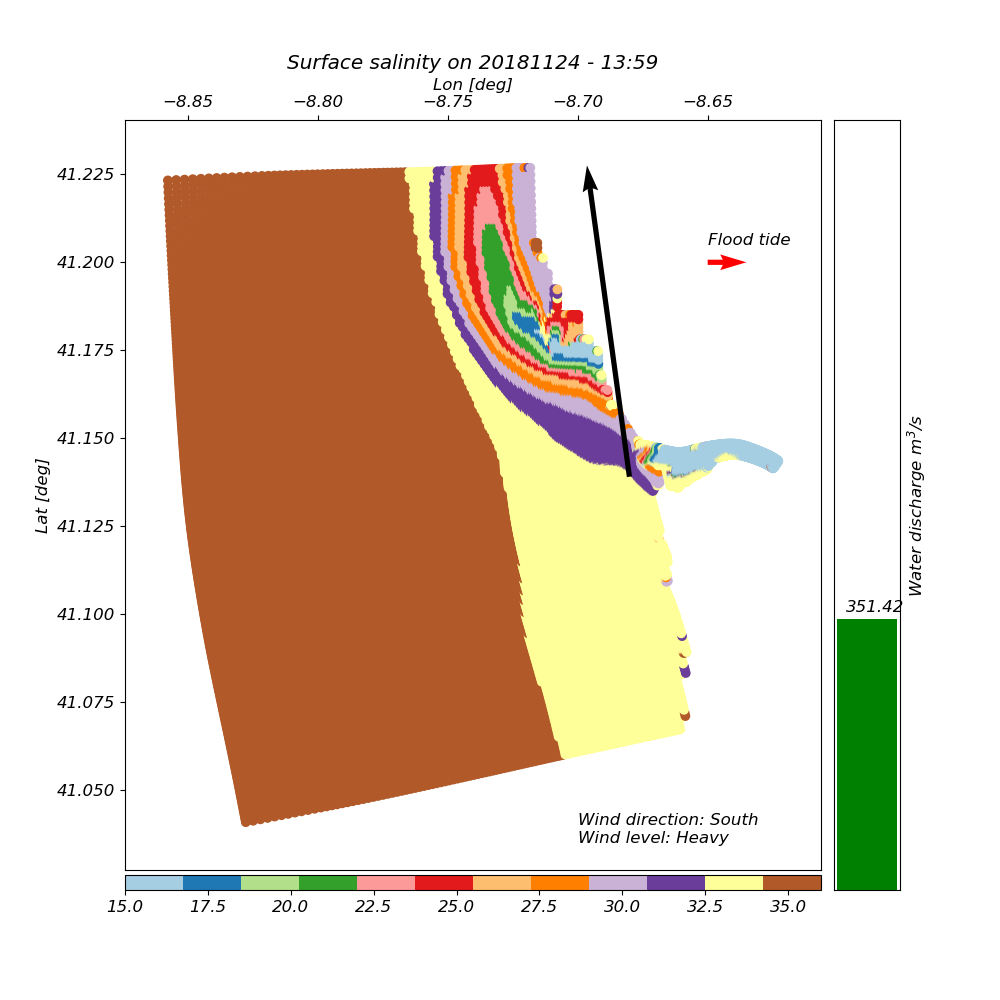 Surface salinity on 20181124 - 13:59
Lon [deg]
−8.85 −8.80 −8.75 −8.70 −8.65
41.225
41.200
41.175
41.150
41.125
41.100
41.075
41.050
Lat [deg]
Flood tide
Wind direction: South
Wind level: Heavy
351.42
Water discharge m³/s
15.0 17.5 20.0 22.5 25.0 27.5 30.0 32.5 35.0